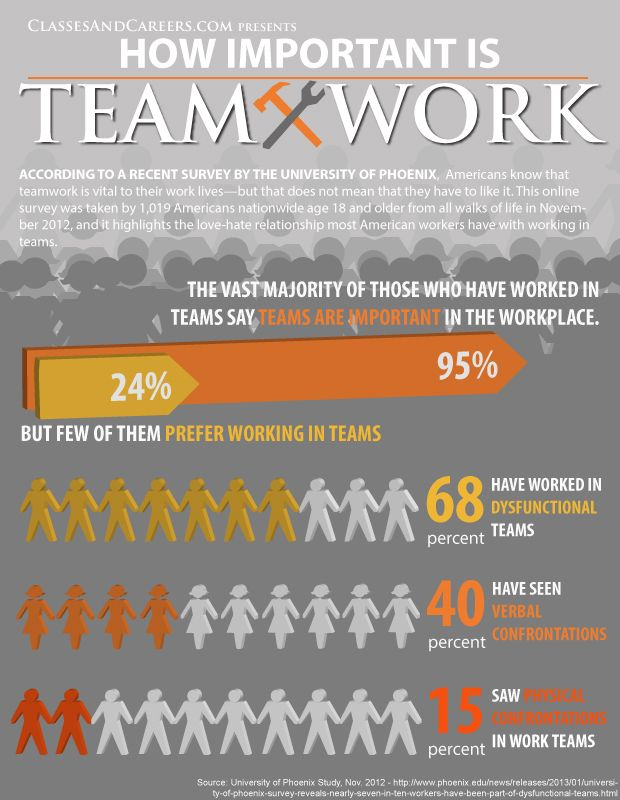 CLASSESANDCAREERS.COM PRESENTS
HOW IMPORTANT IS
TEAMWORK
ACCORDING TO A RECENT SURVEY BY THE UNIVERSITY OF PHOENIX, Americans know that
teamwork is vital to their work lives—but that does not mean that they have to like it. This online
survey was taken by 1,019 Americans nationwide age 18 and older from all walks of life in Novem-
ber 2012, and it highlights the love-hate relationship most American workers have with working in
teams.
THE VAST MAJORITY OF THOSE WHO HAVE WORKED IN
TEAMS SAY TEAMS ARE IMPORTANT IN THE WORKPLACE.
95%
24%
BUT FEW OF THEM PREFER WORKING IN TEAMS
68 percent
HAVE WORKED IN
DYSFUNCTIONAL
TEAMS
40 percent
HAVE SEEN
VERBAL
CONFRONTATIONS
15 percent
SAW PHYSICAL
CONFRONTATIONS
IN WORK TEAMS
Source: University of Phoenix Study, Nov. 2012 - http://www.phoenix.edu/news/releases/2013/01/universi-
ty-of-phoenix-survey-reveals-nearly-seven-in-ten-workers-have-been-part-of-dysfunctional-teams.html